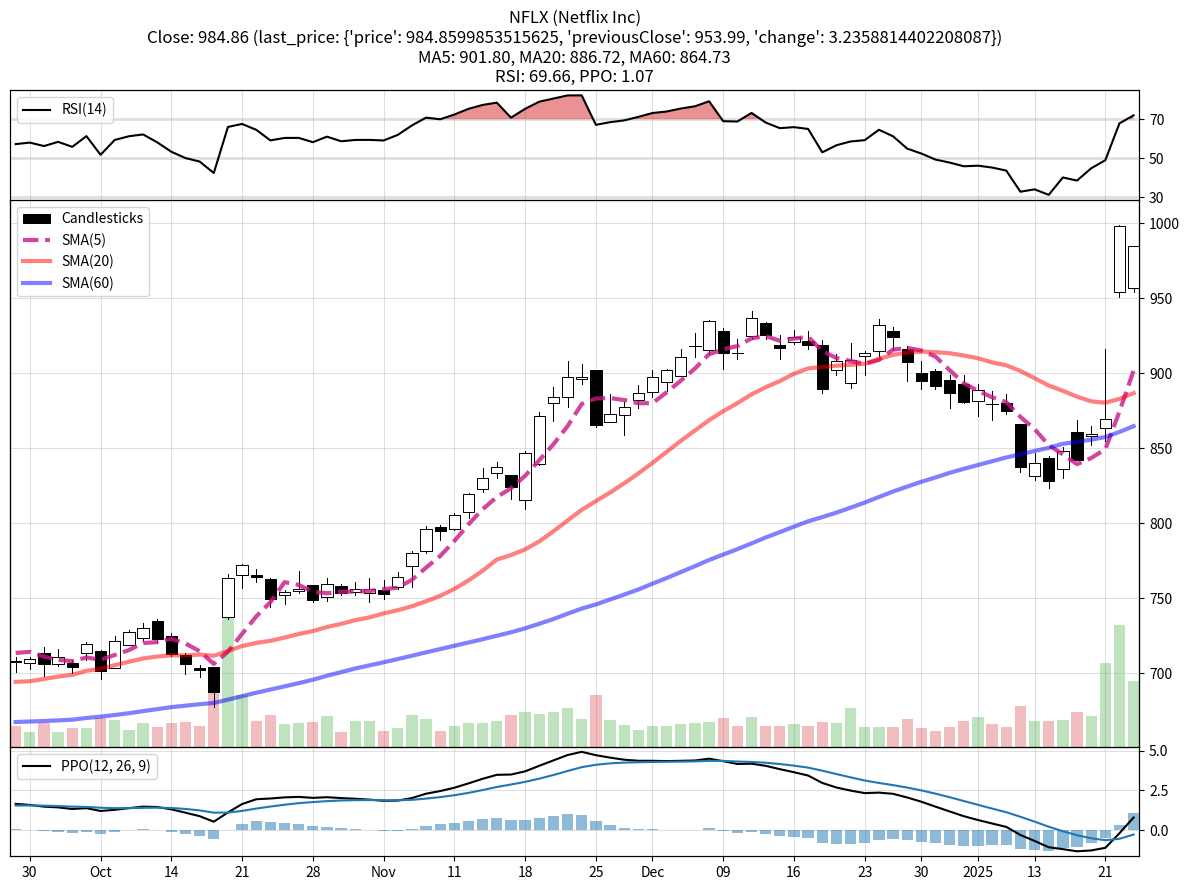 NFLX (Netflix Inc)
Close: 984.86 (last_price: {'price': 984.8599853515625, 'previousClose': 953.99, 'change': 3.2358814402208087})
MA5: 901.80, MA20: 886.72, MA60: 864.73
RSI: 69.66, PPO: 1.07
RSI(14)
70
50
30
Candlesticks
SMA(5)
SMA(20)
SMA(60)
1000
950
900
850
800
750
700
PPO(12, 26, 9)
5.0
2.5
0.0
30 Oct 14 21 28 Nov 11 18 25 Dec 09 16 23 30 2025 13 21